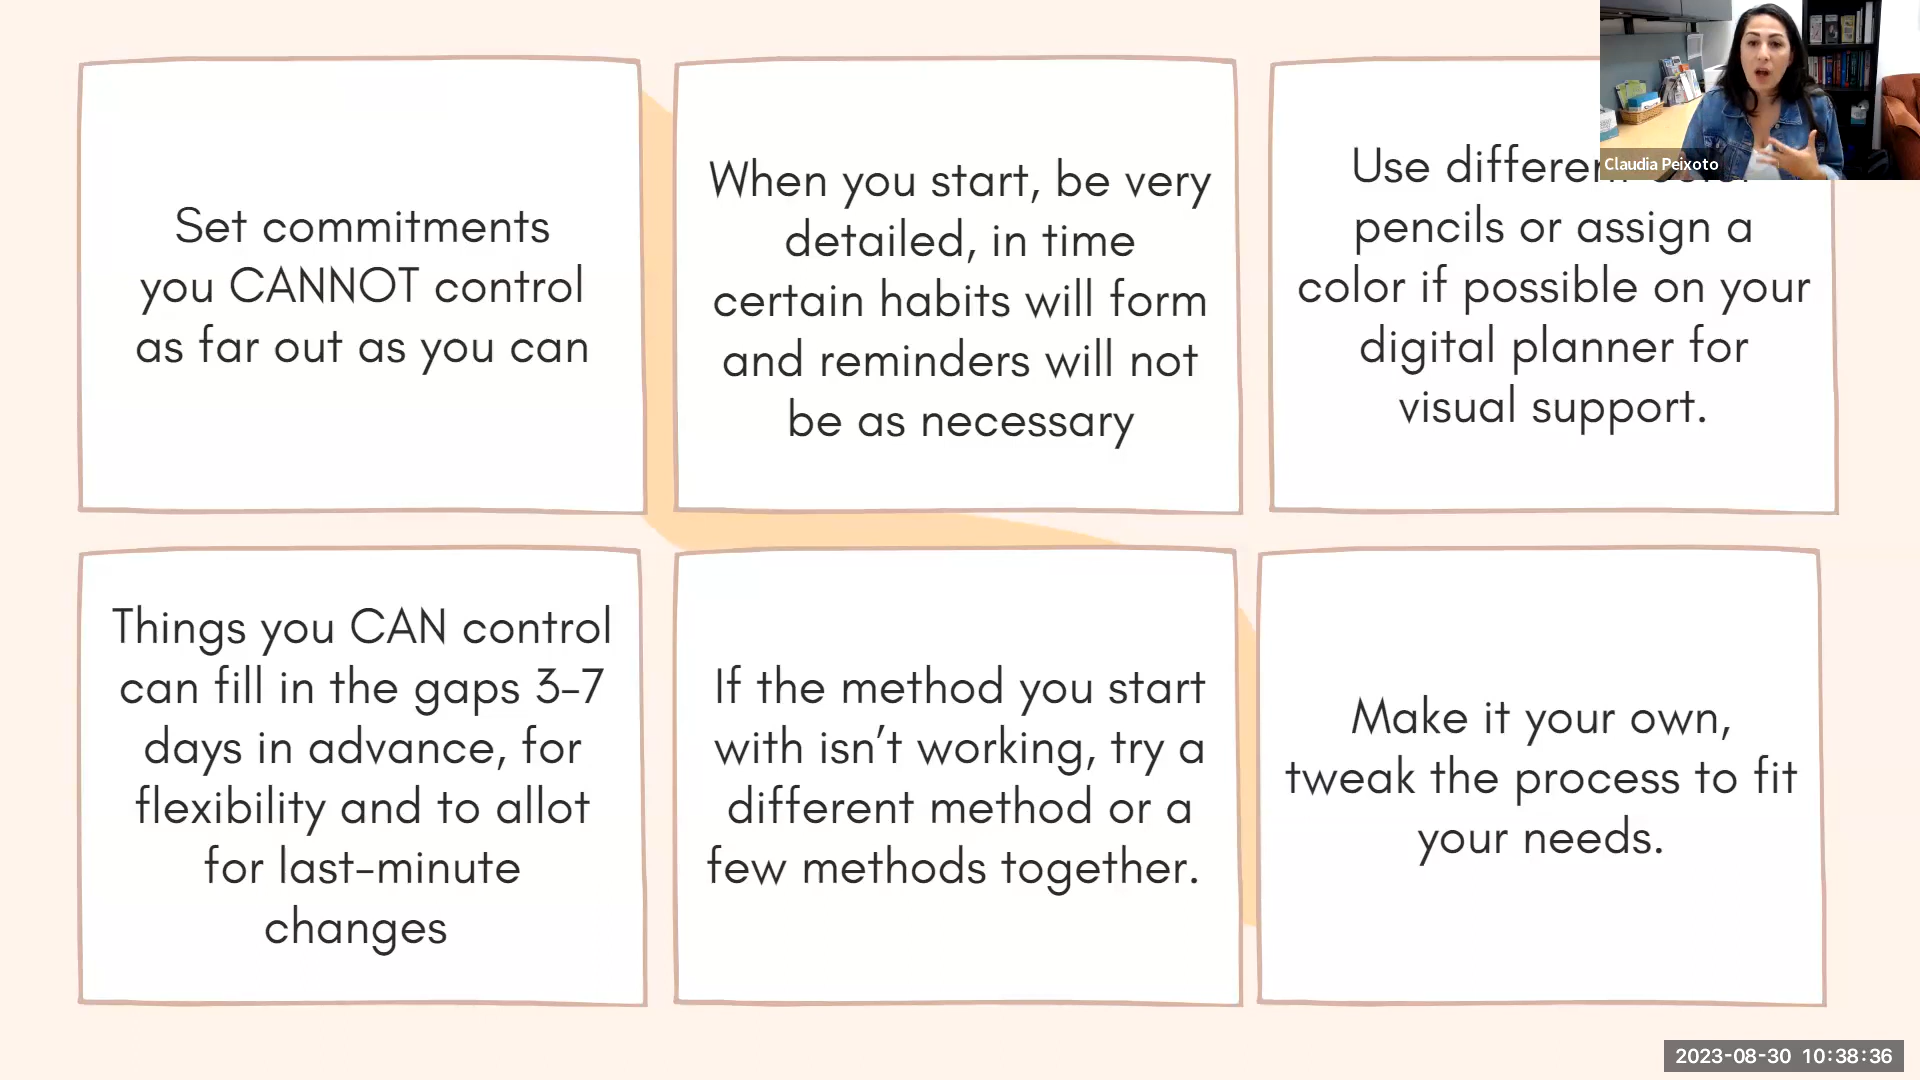 Set commitments
you CANNOT control
as far out as you can
When you start, be very
detailed, in time
certain habits will form
and reminders will not
be as necessary
Use different
pencils or assign a
color if possible on your
digital planner for
visual support.
Claudia Peixoto
Things you CAN control
can fill in the gaps 3-7
days in advance, for
flexibility and to allot
for last-minute
changes
If the method you start
with isn’t working, try a
different method or a
few methods together.
Make it your own,
tweak the process to fit
your needs.
2023-08-30 10:38:36